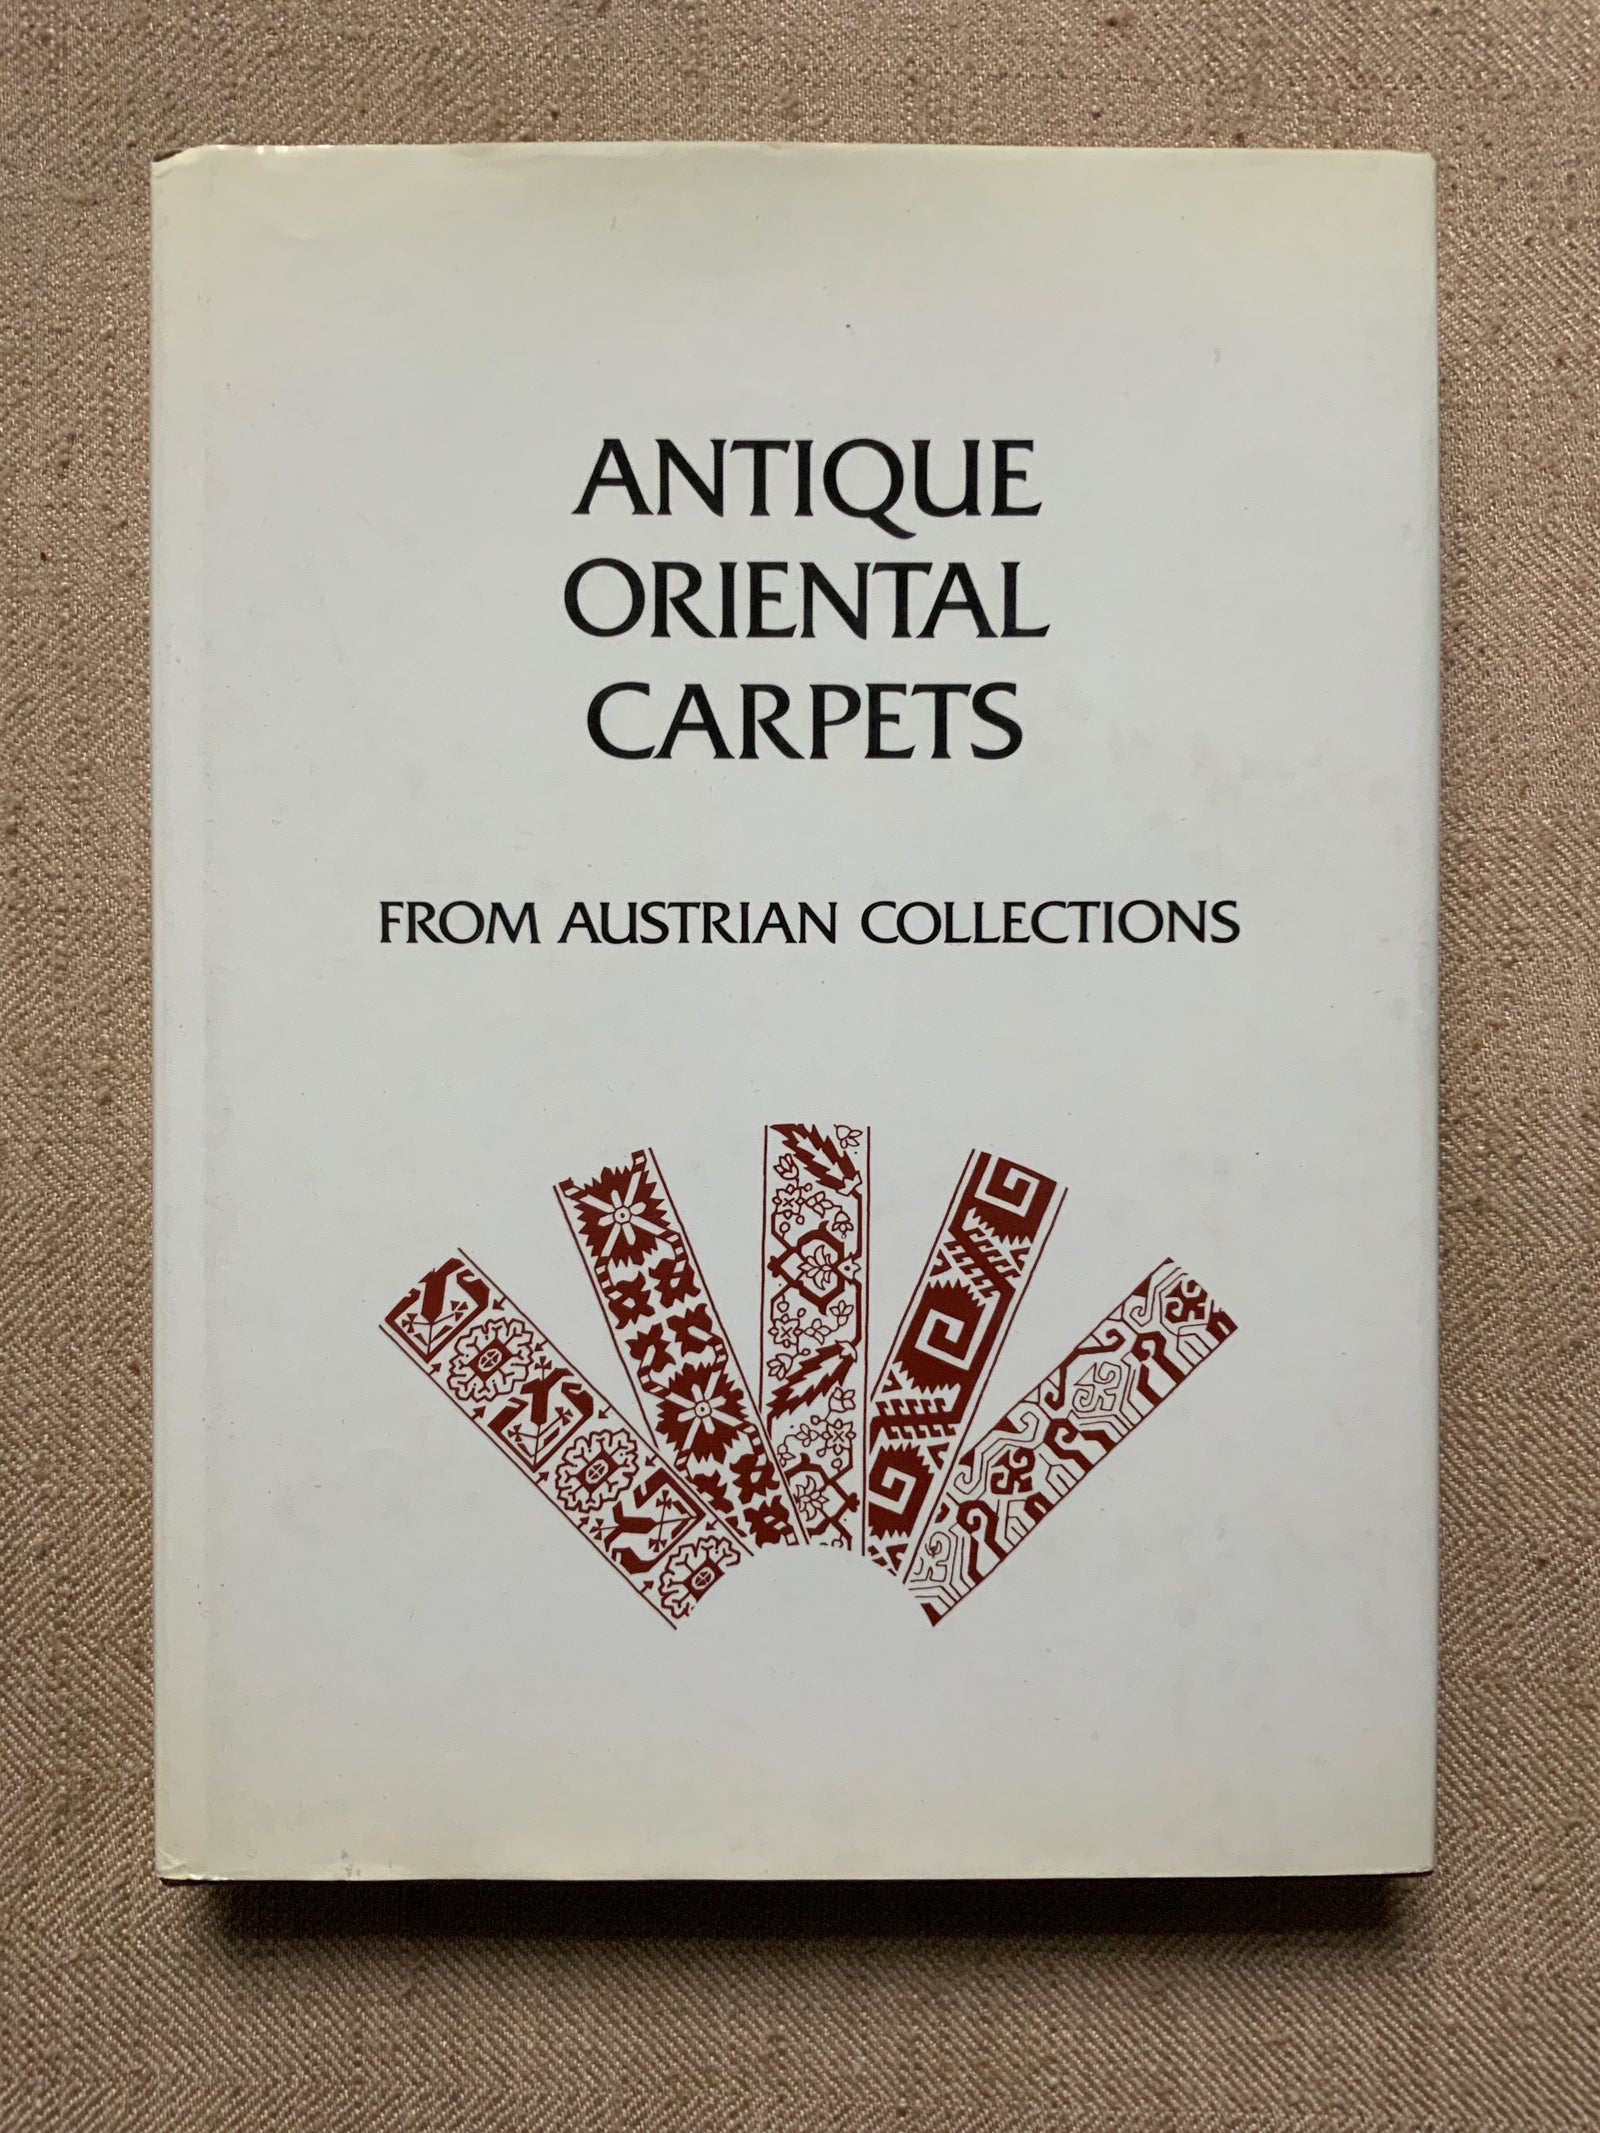 ANTIQUE
ORIENTAL
CARPETS
FROM AUSTRIAN COLLECTIONS